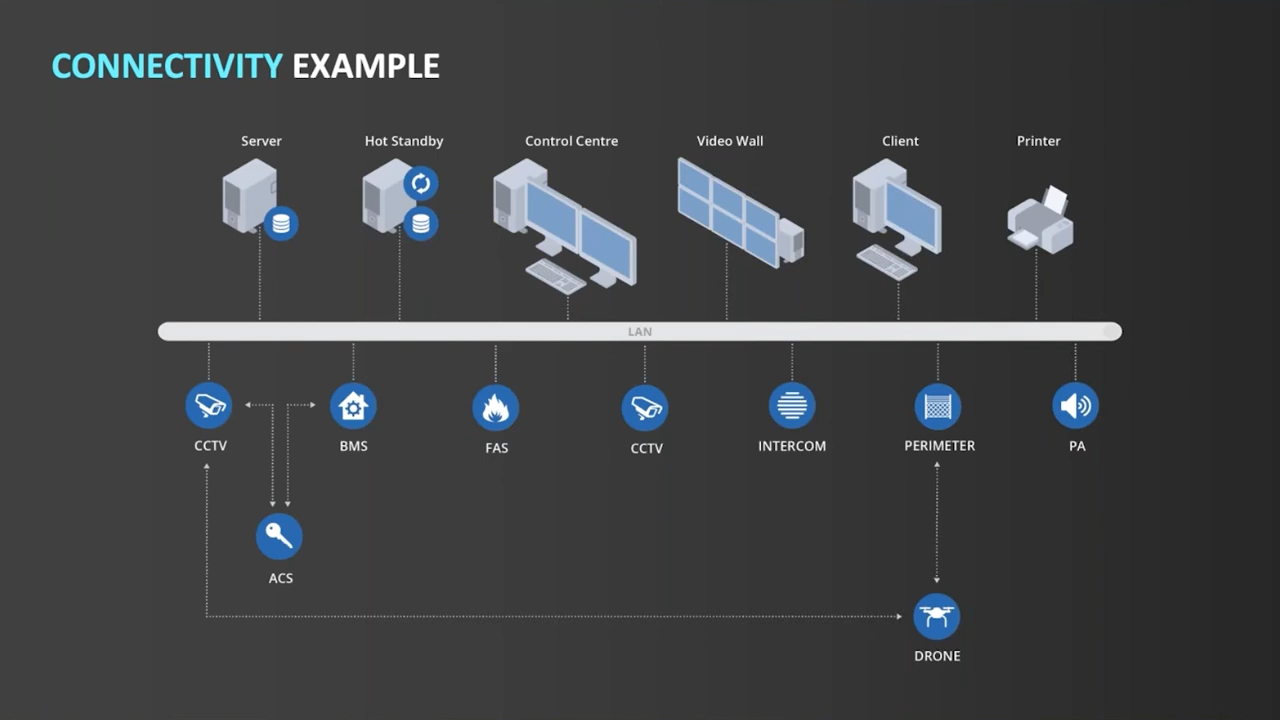 CONNECTIVITY EXAMPLE
Server
Hot Standby
Control Centre
Video Wall
Client
Printer
LAN
CCTV
BMS
FAS
CCTV
INTERCOM
PERIMETER
PA
ACS
DRONE